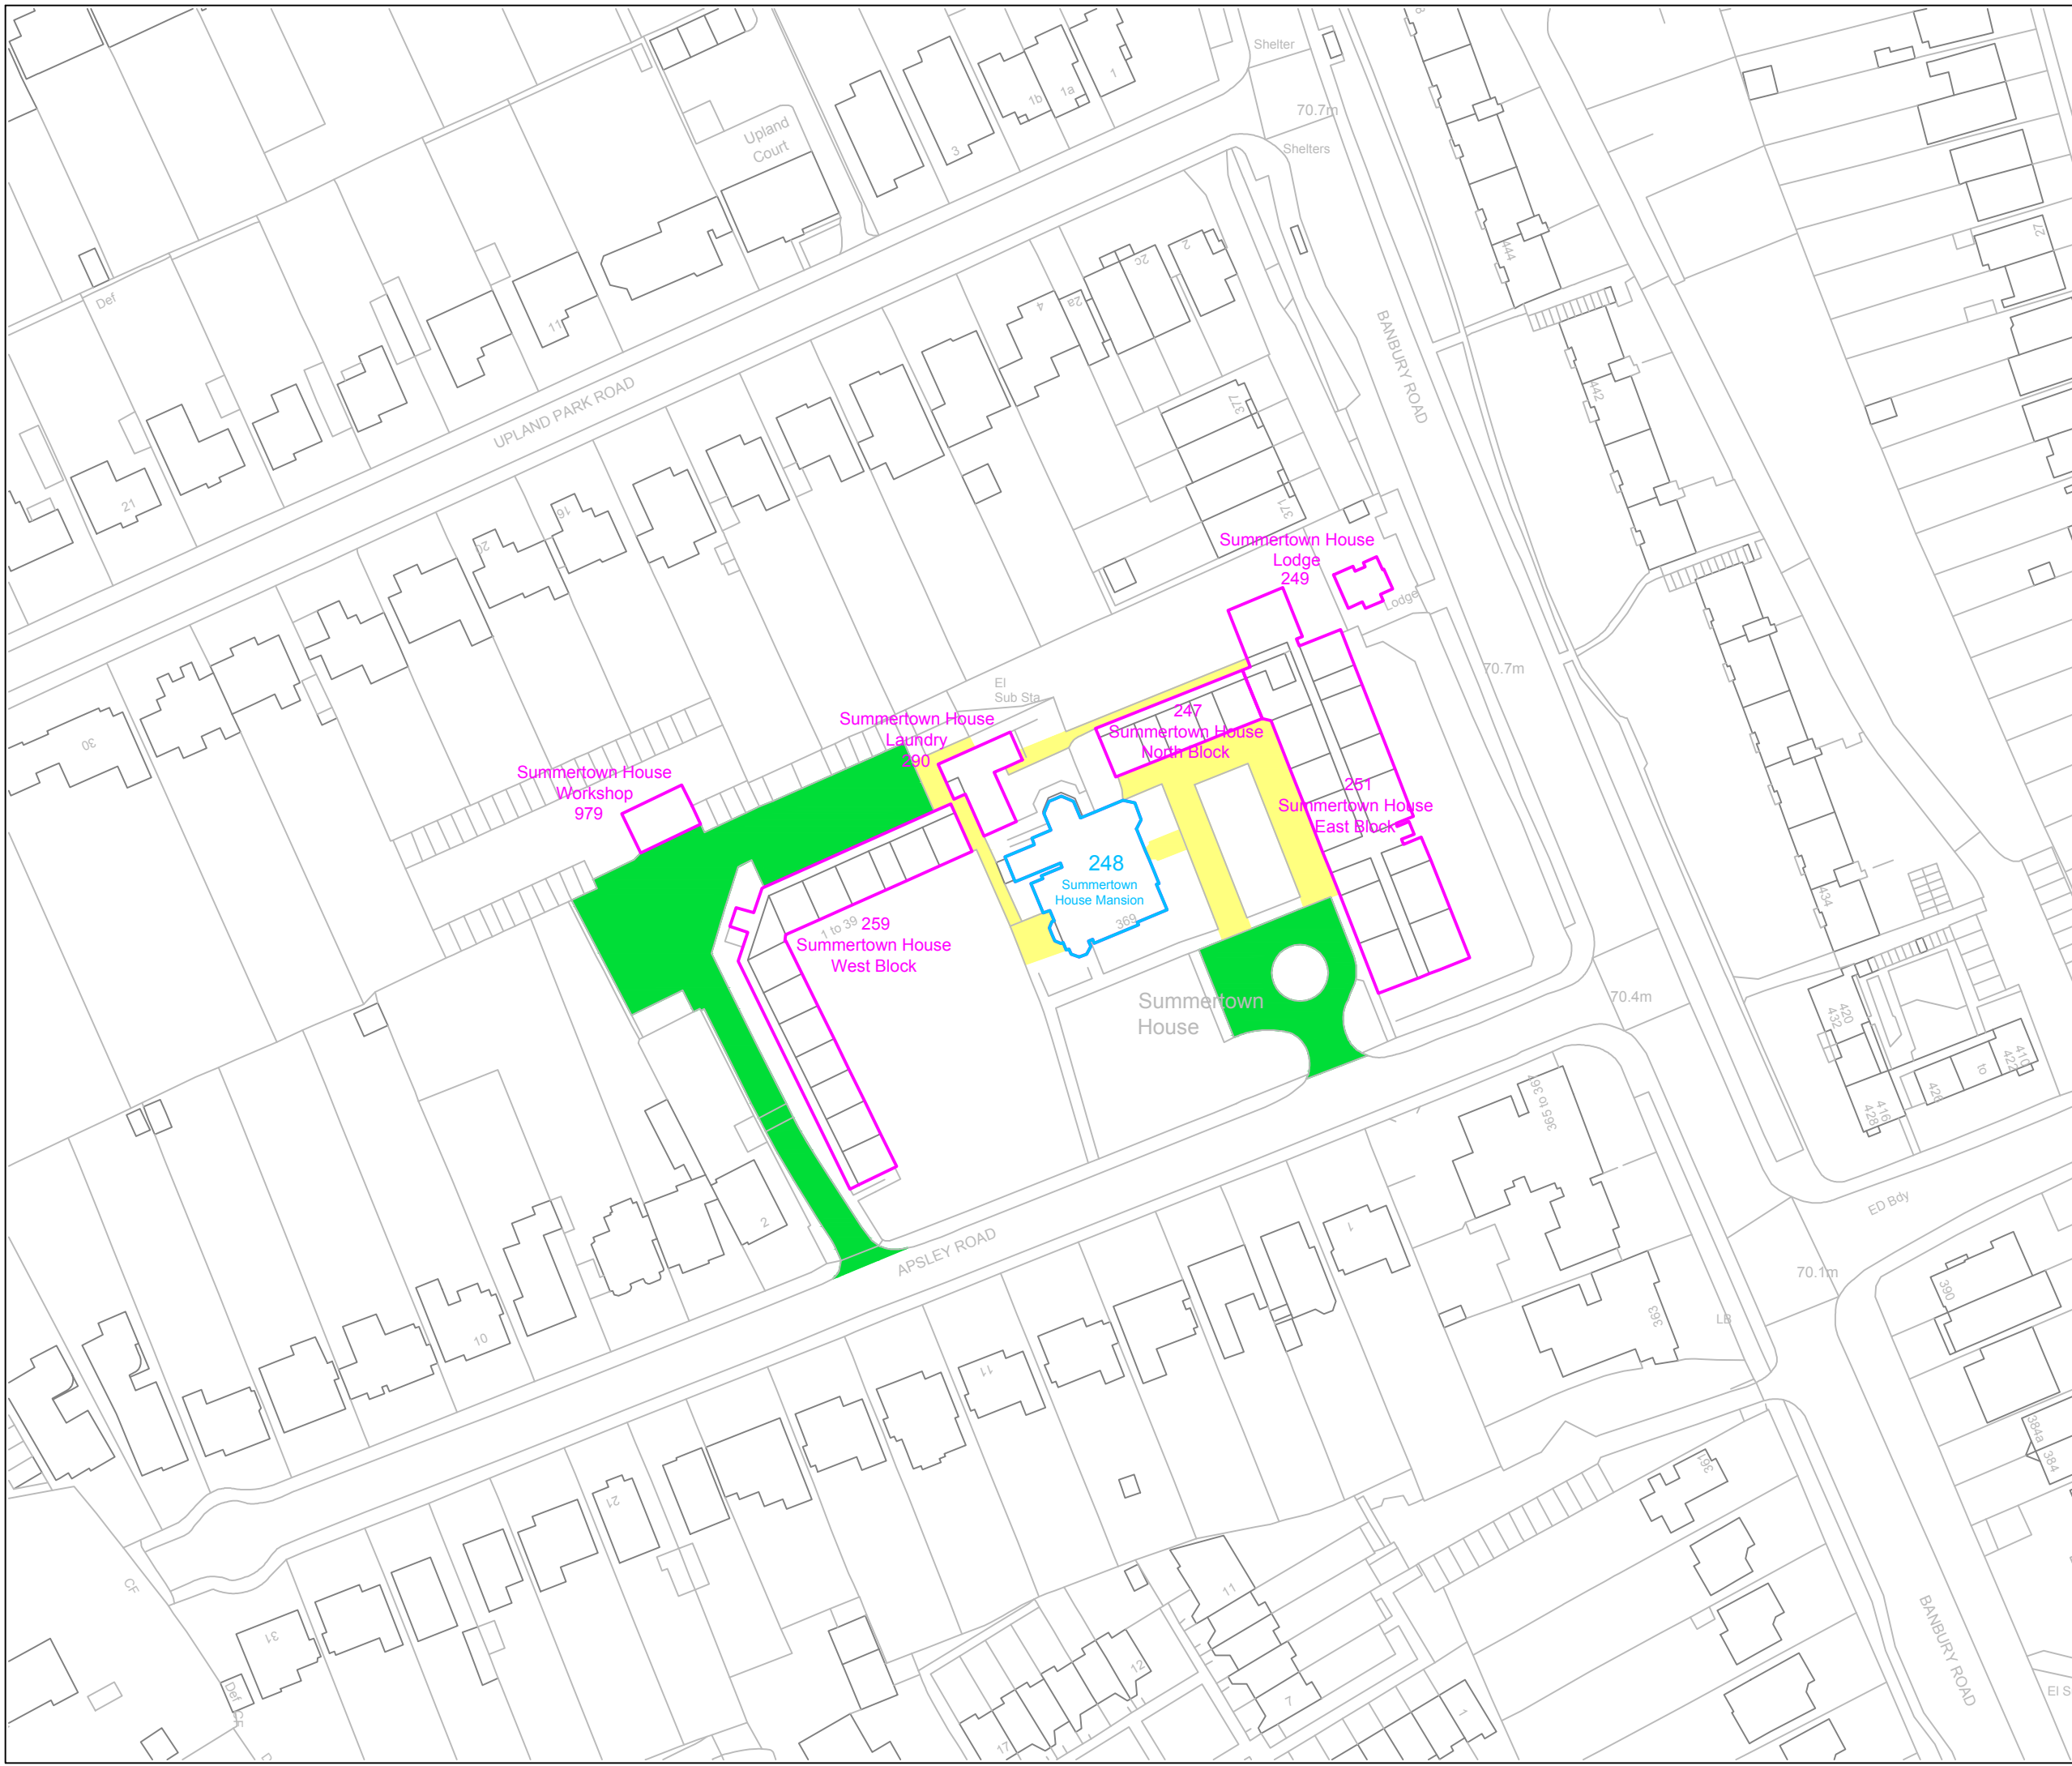 Shelter
1
1a
1b
70.7m
3
Upland
Court
Shelters
27
2
2c
444
Def
4
2a
11
BANBURY ROAD
442
UPLAND PARK ROAD
377
21
16
371
20
Summertown House
Lodge
249
Lodge
70.7m
El
Sub Sta
247
Summertown House
North Block
Summertown House
Laundry
290
30
Summertown House
Workshop
979
251
Summertown House
East Block
248
Summertown
House Mansion
369
434
1 to 39
259
Summertown House
West Block
Summertown
House
70.4m
420
432
410
422
to
426
416
428
365 to 367
ED Bdy
2
1
APSLEY ROAD
70.1m
390
363
LB
10
11
384a
384
361
21
CF
11
BANBURY ROAD
31
12
Def
CF
7
El S
1
17